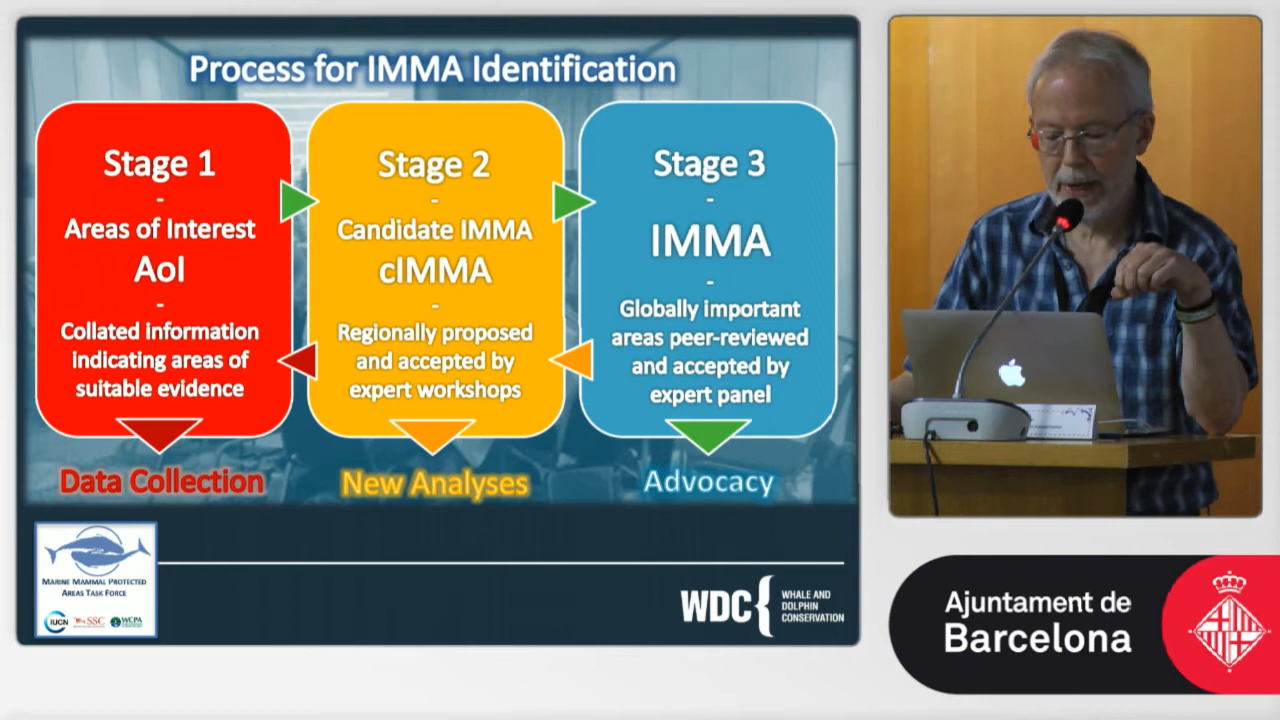 Process for IMMA Identification
Stage 1
-
Areas of Interest
AoI
-
Collated information
indicating areas of
suitable evidence
Data Collection
Stage 2
-
Candidate IMMA
cIMMA
-
Regionally proposed
and accepted by
expert workshops
New Analyses
Stage 3
-
IMMA
-
Globally important
areas peer-reviewed
and accepted by
expert panel
Advocacy
MARINE MAMMAL PROTECTED
AREAS TASK FORCE
IUCN SSC WCPA
WDC
WHALE AND
DOLPHIN
CONSERVATION
Ajuntament de
Barcelona